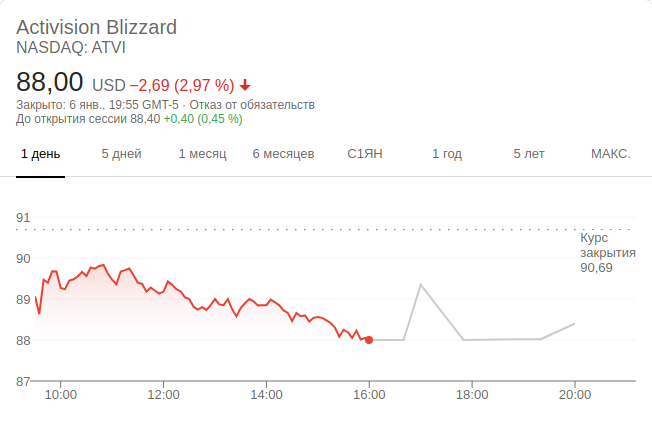 Activision Blizzard
NASDAQ: ATVI
88,00 USD −2,69 (2,97 %)
Закрыто: 6 янв., 19:55 GMT-5 · Отказ от обязательств
До открытия сессии 88,40 +0,40 (0,45 %)
1 день 5 дней 1 месяц 6 месяцев С1ЯН 1 год 5 лет МАКС.
91
Курс
закрытия
90,69
90
89
88
87
10:00 12:00 14:00 16:00 18:00 20:00